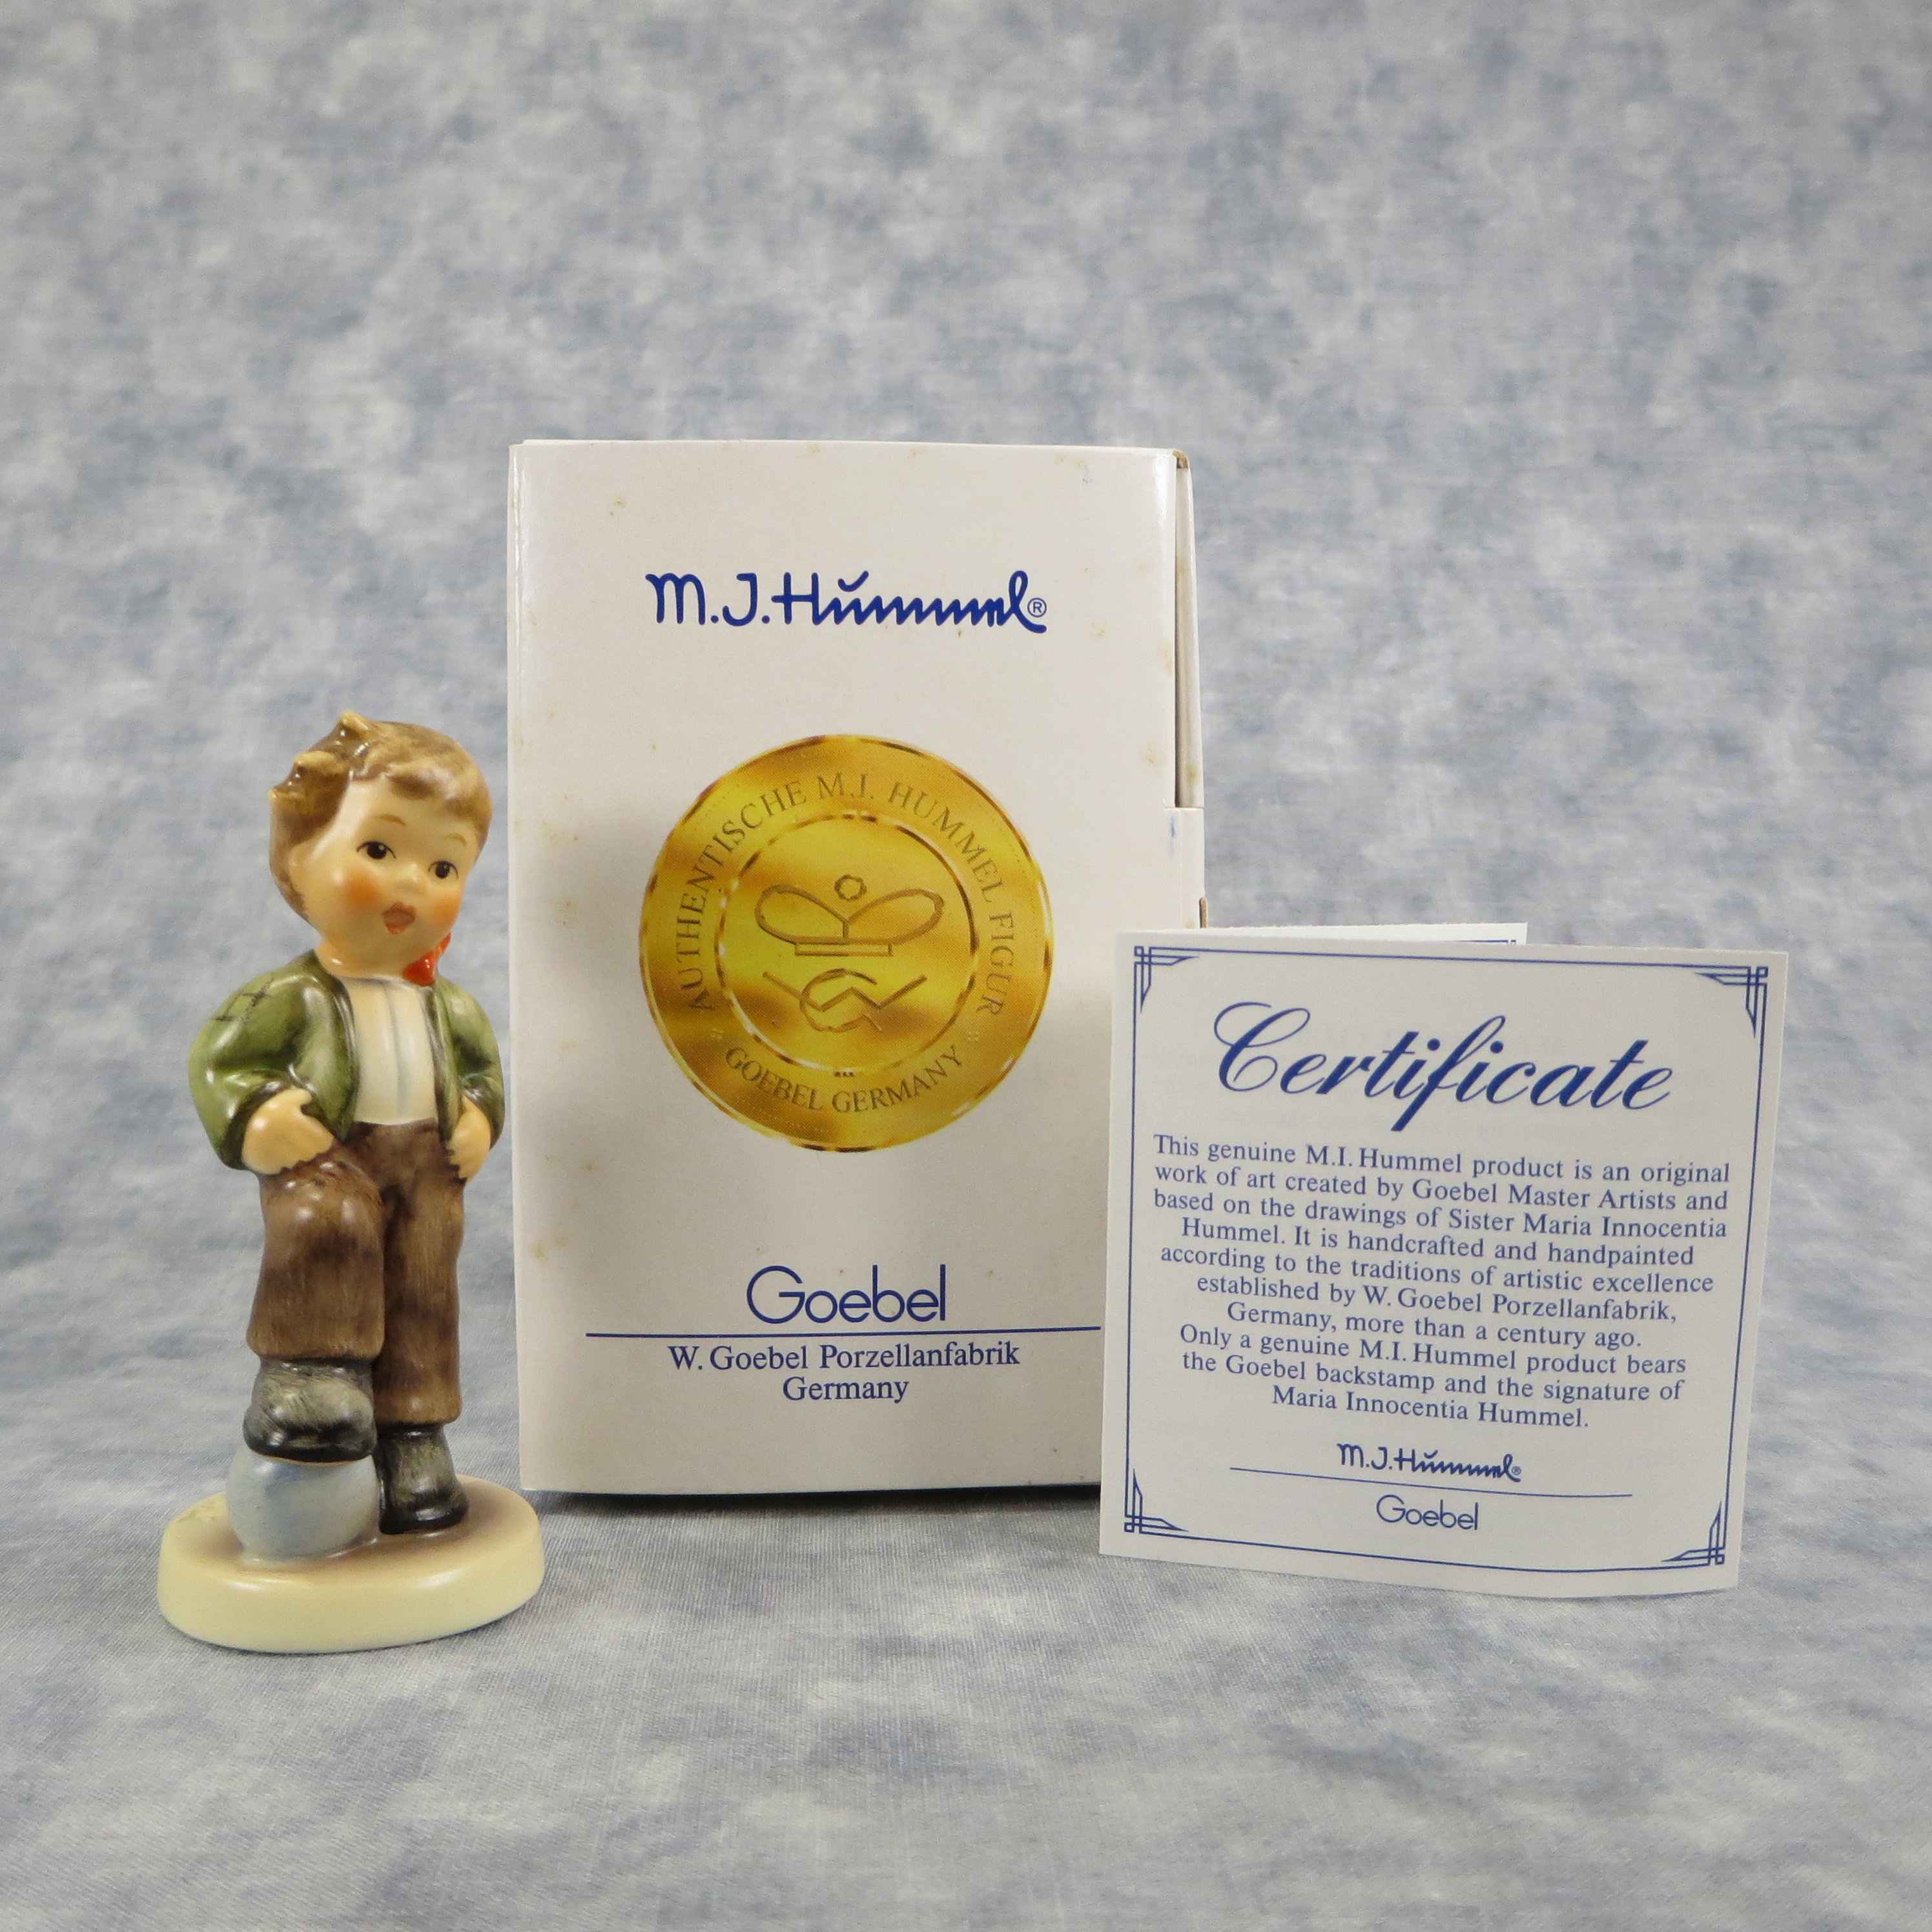 M.J.Hummel®
AUTHENTISCHE M.J. HUMMEL FIGUR
GOEBEL GERMANY
Goebel
W. Goebel Porzellanfabrik
Germany
Certificate
This genuine M.I. Hummel product is an original
work of art created by Goebel Master Artists and
based on the drawings of Sister Maria Innocentia
Hummel. It is handcrafted and handpainted
according to the traditions of artistic excellence
established by W. Goebel Porzellanfabrik,
Germany, more than a century ago.
Only a genuine M.I. Hummel product bears
the Goebel backstamp and the signature of
Maria Innocentia Hummel.
M.J.Hummel®
Goebel